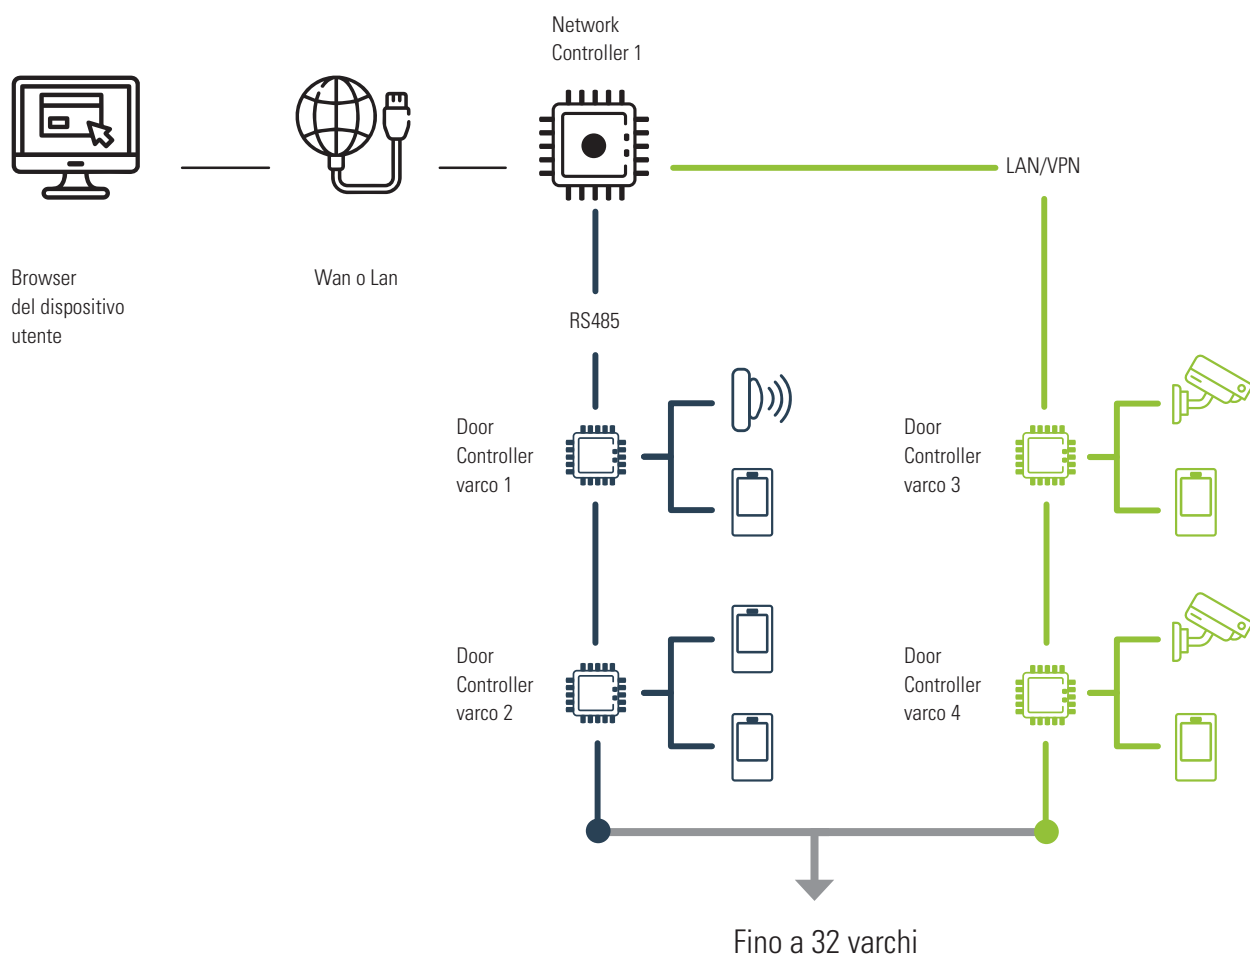 Network
Controller 1
LAN/VPN
Browser
del dispositivo
utente
Wan o Lan
RS485
Door
Controller
varco 1
Door
Controller
varco 3
Door
Controller
varco 2
Door
Controller
varco 4
Fino a 32 varchi